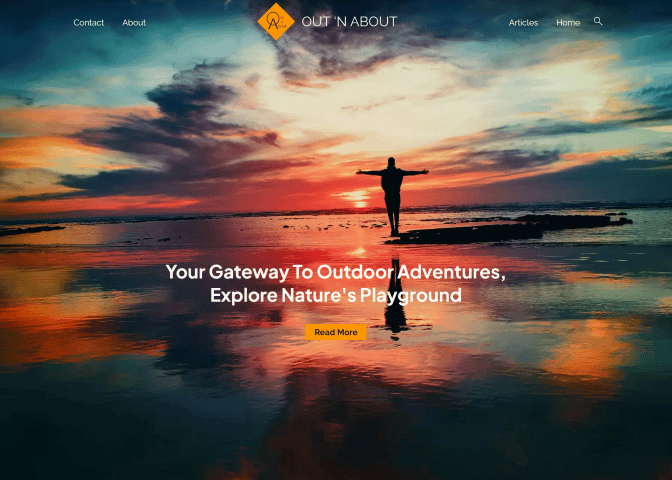 Contact About OUT 'N ABOUT Articles Home
Your Gateway To Outdoor Adventures,
Explore Nature's Playground
Read More